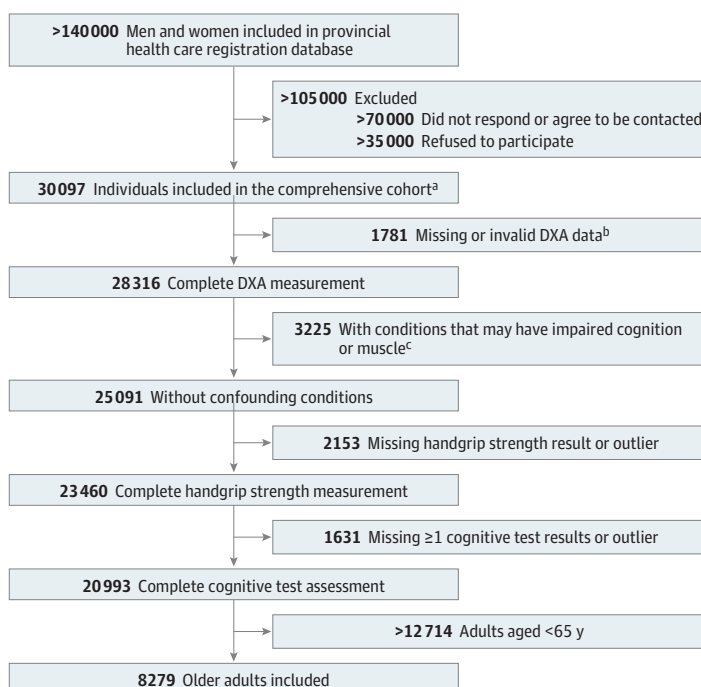 >140000 Men and women included in provincial
health care registration database
>105000 Excluded
>70000 Did not respond or agree to be contacted
>35000 Refused to participate
30097 Individuals included in the comprehensive cohortᵃ
1781 Missing or invalid DXA dataᵇ
28316 Complete DXA measurement
3225 With conditions that may have impaired cognition
or muscleᶜ
25091 Without confounding conditions
2153 Missing handgrip strength result or outlier
23460 Complete handgrip strength measurement
1631 Missing ≥1 cognitive test results or outlier
20993 Complete cognitive test assessment
>12714 Adults aged <65 y
8279 Older adults included